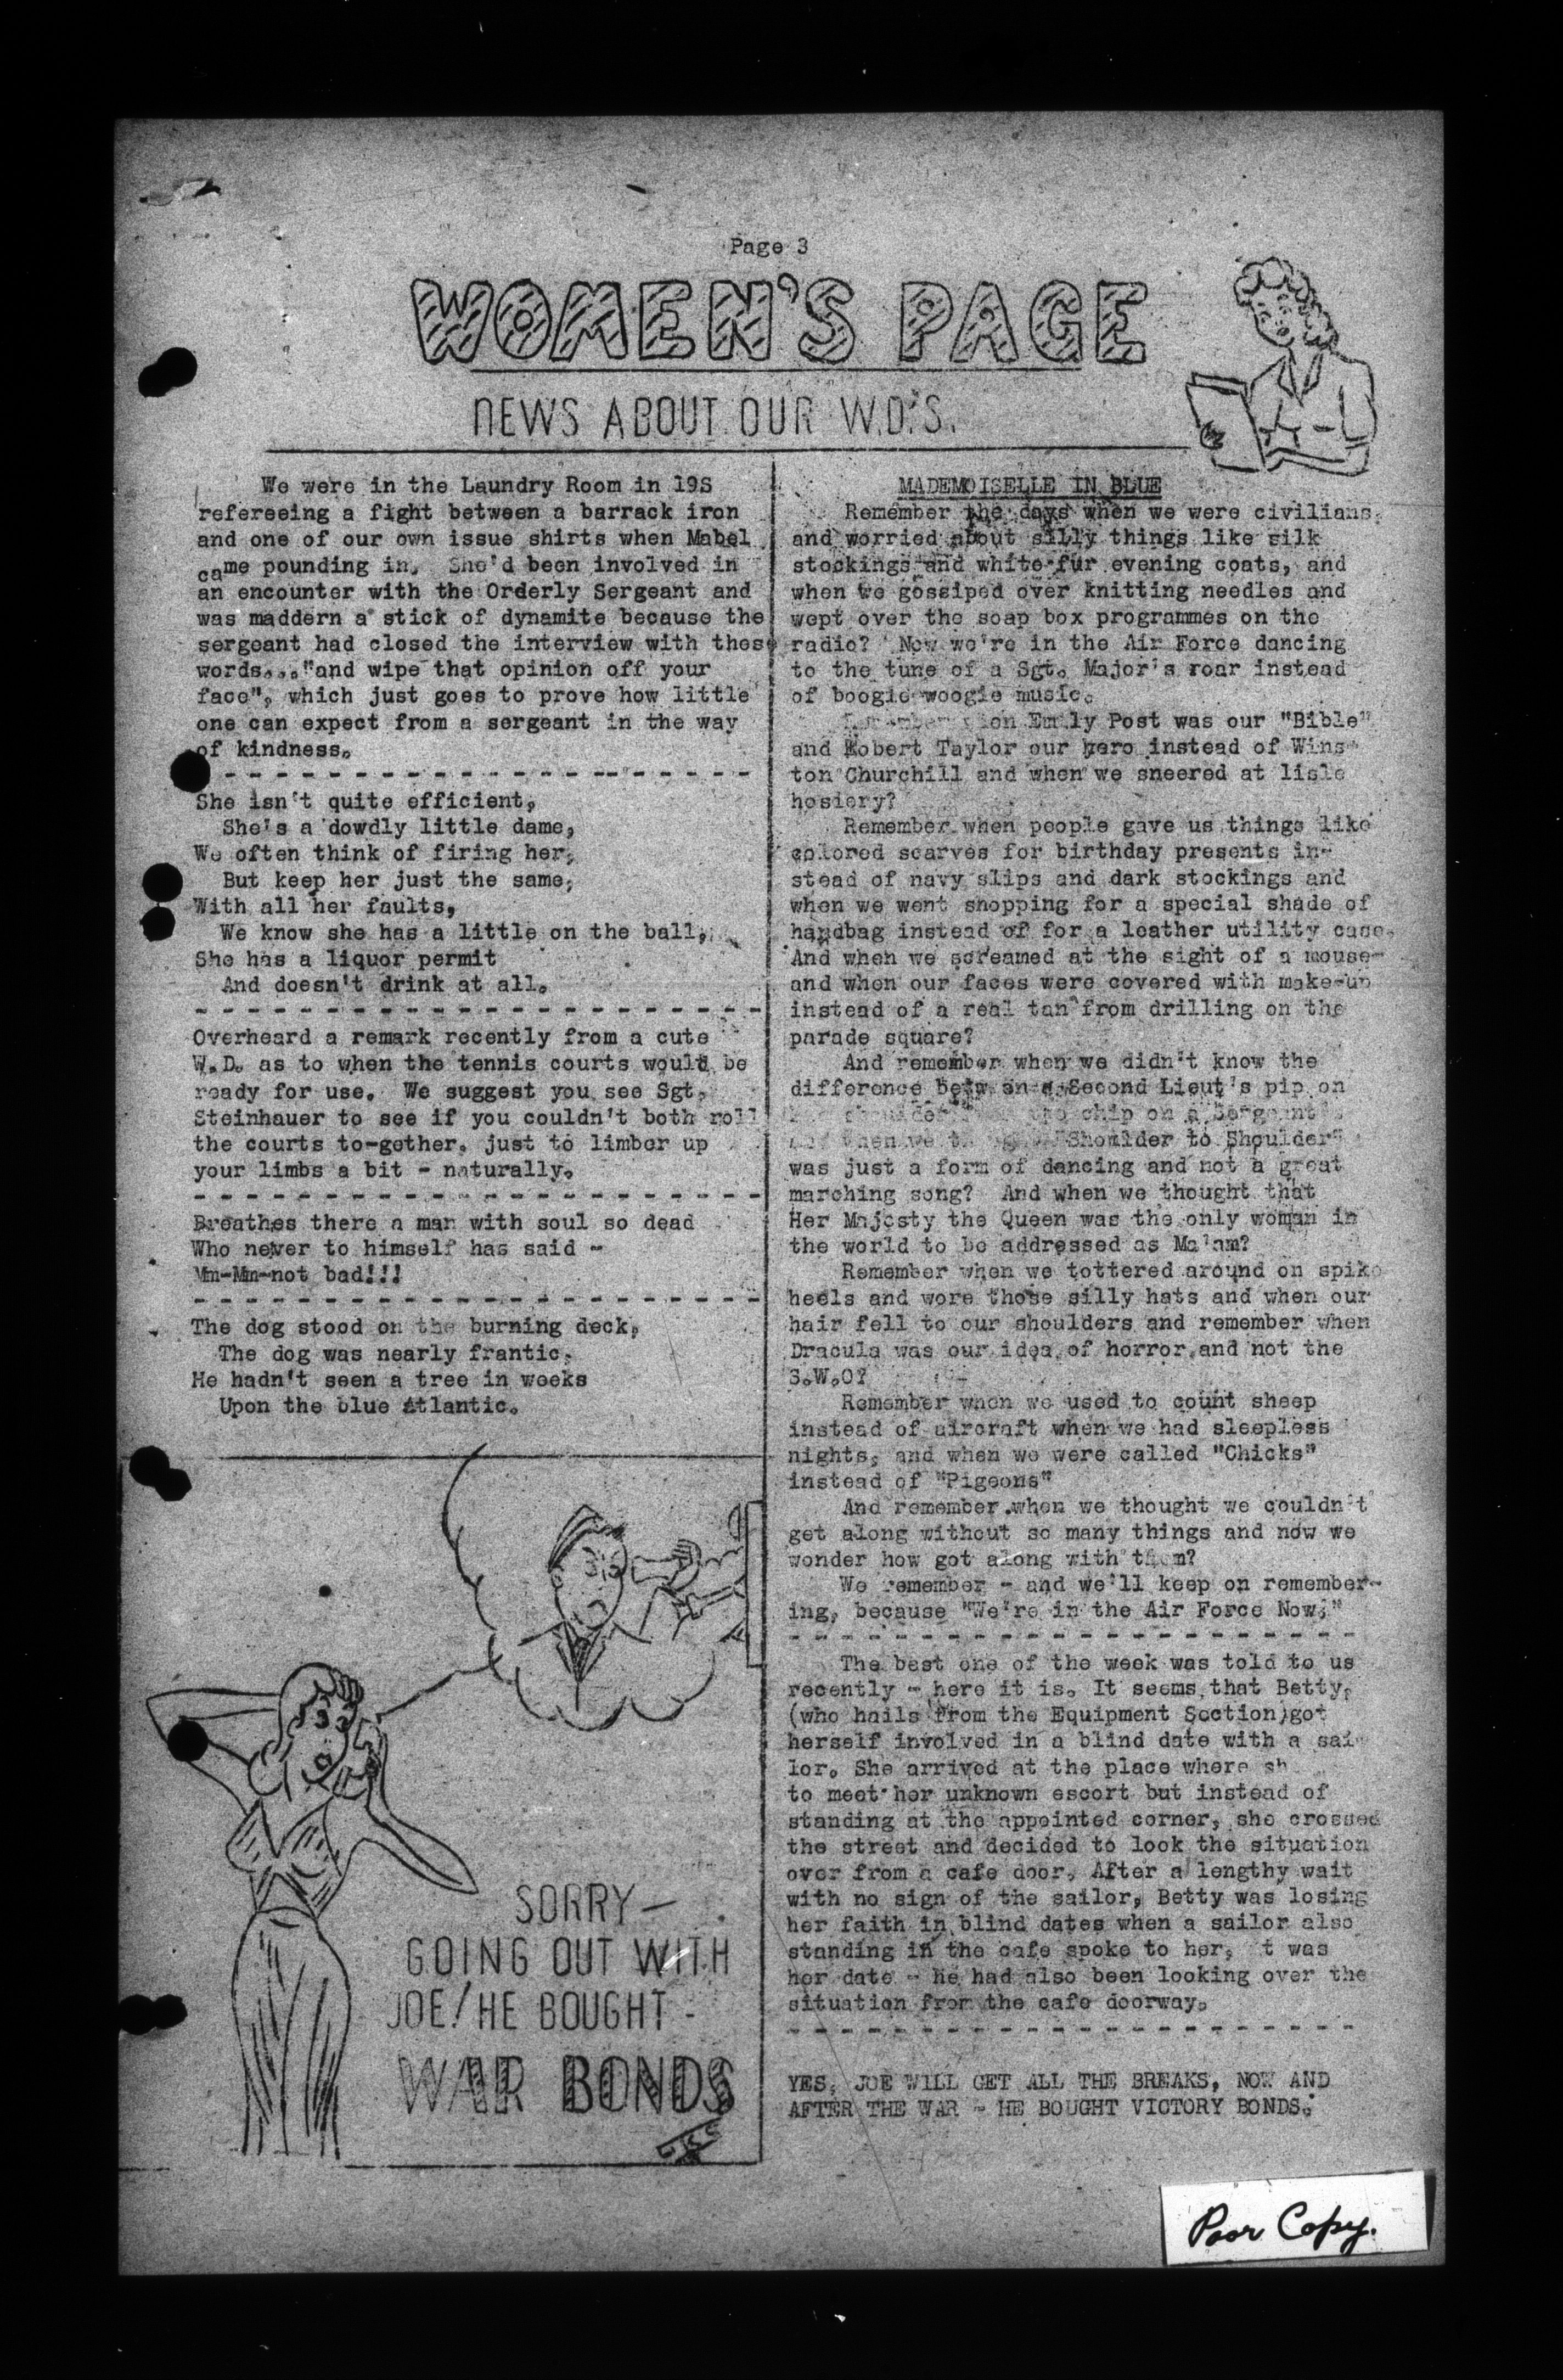 Page 3
WOMEN'S PAGE
NEWS ABOUT OUR W.D.'S.
We were in the Laundry Room in 19S
refereeing a fight between a barrack iron
and one of our own issue shirts when Mabel
came pounding in. She'd been involved in
an encounter with the Orderly Sergeant and
was maddern a stick of dynamite because the
sergeant had closed the interview with these
words..."and wipe that opinion off your
face", which just goes to prove how little
one can expect from a sergeant in the way
of kindness.
She isn't quite efficient,
She's a dowdly little dame,
We often think of firing her,
But keep her just the same,
With all her faults,
We know she has a little on the ball,
She has a liquor permit
And doesn't drink at all.
Overheard a remark recently from a cute
W.D. as to when the tennis courts would be
ready for use. We suggest you see Sgt.
Steinhauer to see if you couldn't both roll
the courts to-gether, just to limber up
your limbs a bit - naturally.
Breathes there a man with soul so dead
Who never to himself has said -
Mm-Mm-not bad!!!
The dog stood on the burning deck,
The dog was nearly frantic,
He hadn't seen a tree in weeks
Upon the blue Atlantic.
SORRY-
GOING OUT WITH
JOE! HE BOUGHT-
WAR BONDS
MADEMOISELLE IN BLUE
Remember the days when we were civilians,
and worried about silly things like silk
stockings and white fur evening coats, and
when we gossiped over knitting needles and
wept over the soap box programmes on the
radio? Now we're in the Air Force dancing
to the tune of a Sgt. Major's roar instead
of boogie woogie music.
Remember when Emily Post was our "Bible"
and Robert Taylor our hero instead of Wins-
ton Churchill and when we sneered at lisle
hosiery?
Remember when people gave us things like
colored scarves for birthday presents in-
stead of navy slips and dark stockings and
when we went shopping for a special shade of
handbag instead of for a leather utility case.
And when we screamed at the sight of a mouse-
and when our faces were covered with make-up
instead of a real tan from drilling on the
parade square?
And remember when we didn't know the
difference between a Second Lieut's pip on
chip on a Sergeant's
when we "Shoulder to Shoulder"
was just a form of dancing and not a great
marching song? And when we thought that
Her Majesty the Queen was the only woman in
the world to be addressed as Ma'am?
Remember when we tottered around on spike
heels and wore those silly hats and when our
hair fell to our shoulders and remember when
Dracula was our idea of horror and not the
S.W.O?
Remember when we used to count sheep
instead of aircraft when we had sleepless
nights, and when we were called "Chicks"
instead of "Pigeons"
And remember when we thought we couldn't
get along without so many things and now we
wonder how got along with them?
We remember - and we'll keep on remember-
ing, because "We're in the Air Force Now."
The best one of the week was told to us
recently - here it is. It seems that Betty,
(who hails from the Equipment Section)got
herself involved in a blind date with a sai-
lor. She arrived at the place where sh
to meet her unknown escort but instead of
standing at the appointed corner, she crossed
the street and decided to look the situation
over from a cafe door. After a lengthy wait
with no sign of the sailor, Betty was losing
her faith in blind dates when a sailor also
standing in the cafe spoke to her, t was
her date - he had also been looking over the
situation from the cafe doorway.
YES, JOE WILL GET ALL THE BREAKS, NOW AND
AFTER THE WAR - HE BOUGHT VICTORY BONDS.
Poor Copy.